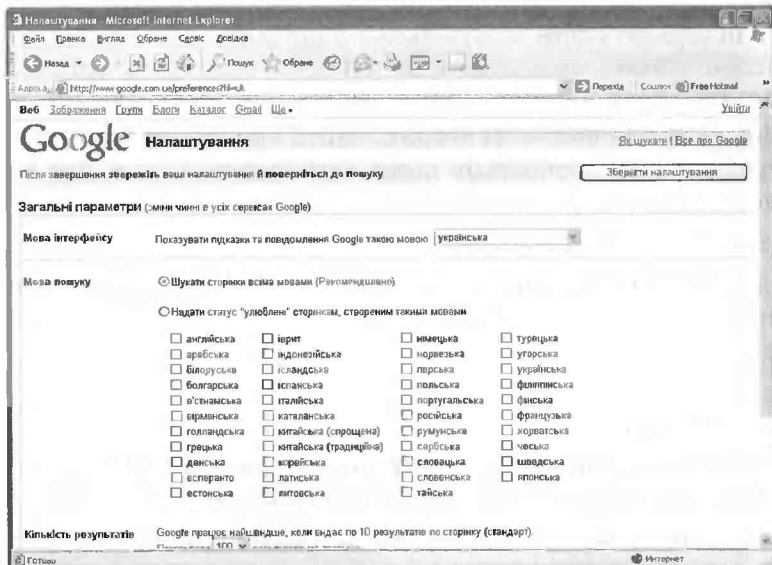 Налаштування - Microsoft Internet Explorer
Файл Правка Вигляд Обране Сервіс Довідка
Назад Пошук Обране
http://www.google.com.ua/preferences?hl=uk Перехід Free Hotmail
Веб Зображення Групи Блоги Каталог Gmail Ще Увійти
Google Налаштування Як шукати | Все про Google
Після завершення збережіть ваші налаштування й поверніться до пошуку Зберегти налаштування
Загальні параметри (зміни чинні в усіх сервісах Google)
Мова інтерфейсу Показувати підказки та повідомлення Google такою мовою українська
Мова пошуку Шукати сторінки всіма мовами (Рекомендовано)
Надати статус "улюблені" сторінкам, створеним такими мовами
англійська іврит німецька турецька
арабська індонезійська норвезька угорська
білоруська ісландська перська українська
болгарська іспанська польська філіппінська
в'єтнамська італійська португальська фінська
вірменська каталанська російська французька
голландська китайська (спрощена) румунська хорватська
грецька китайська (традиційна) сербська чеська
данська корейська словацька шведська
есперанто латиська словенська японська
естонська литовська тайська
Кількість результатів Google працює найшвидше, коли видає по 10 результатів по сторінку (стандарт).
100
Готово Интернет